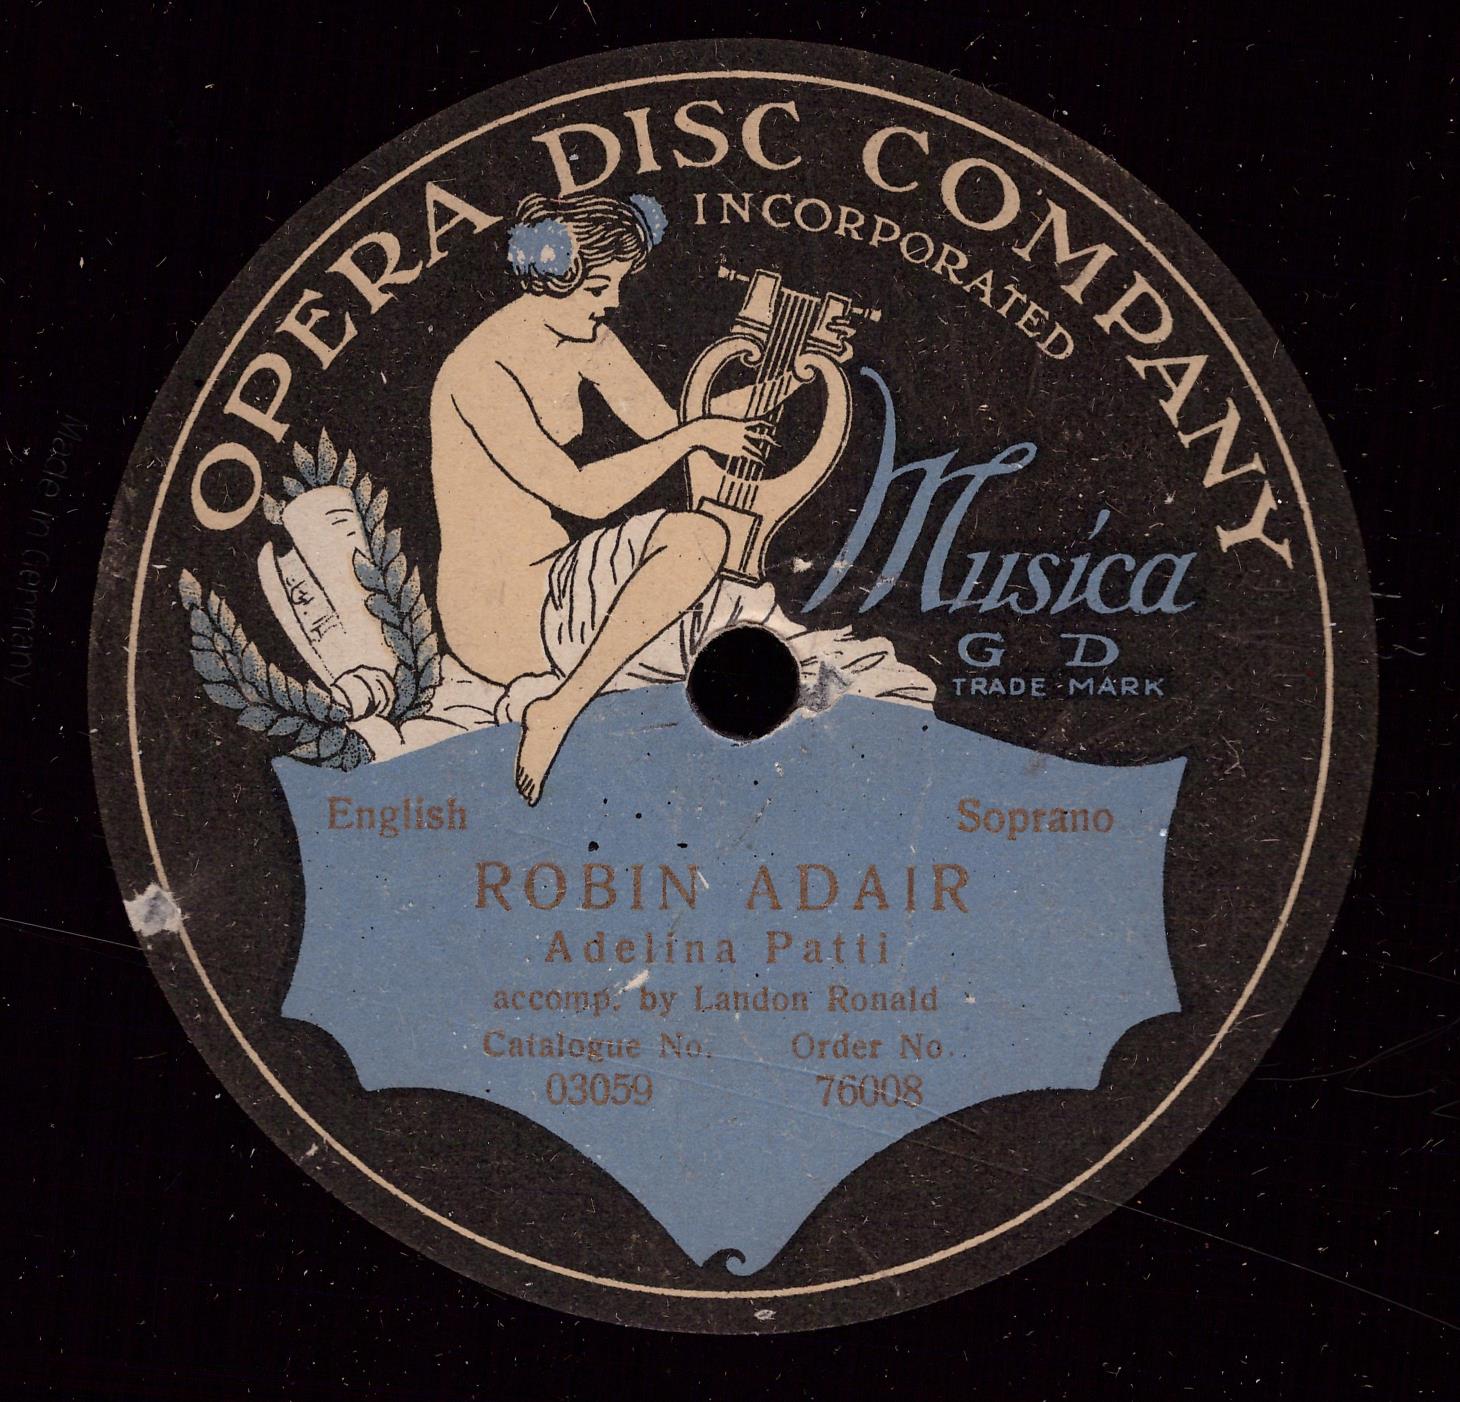 OPERA DISC COMPANY
INCORPORATED
Musica
G D
TRADE MARK
English Soprano
ROBIN ADAIR
Adelina Patti
accomp. by Landon Ronald
Catalogue No. Order No.
03059 76008
Made in Germany